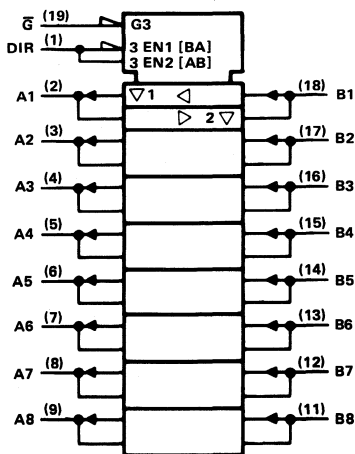 G̅ (19) G3
DIR (1) 3 EN1 [BA]
3 EN2 [AB]
A1 (2) 1 (18) B1
2
A2 (3) (17) B2
A3 (4) (16) B3
A4 (5) (15) B4
A5 (6) (14) B5
A6 (7) (13) B6
A7 (8) (12) B7
A8 (9) (11) B8